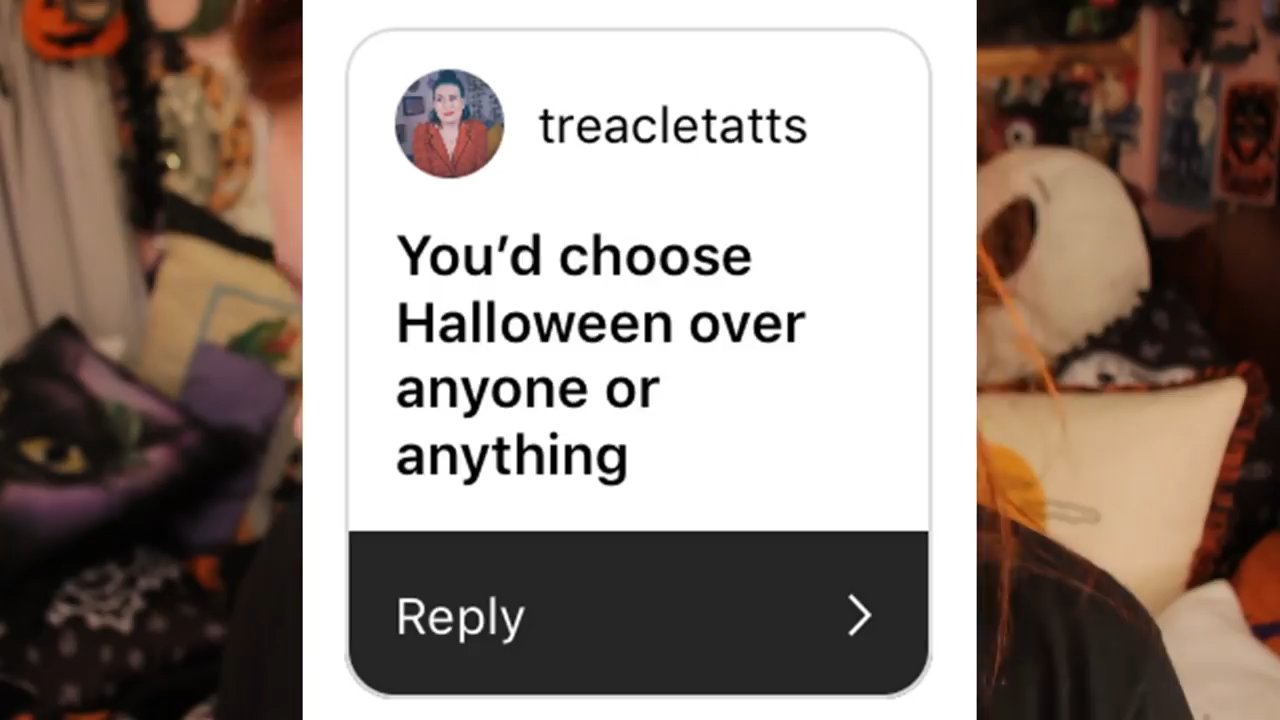 treacletatts
You’d choose
Halloween over
anyone or
anything
Reply